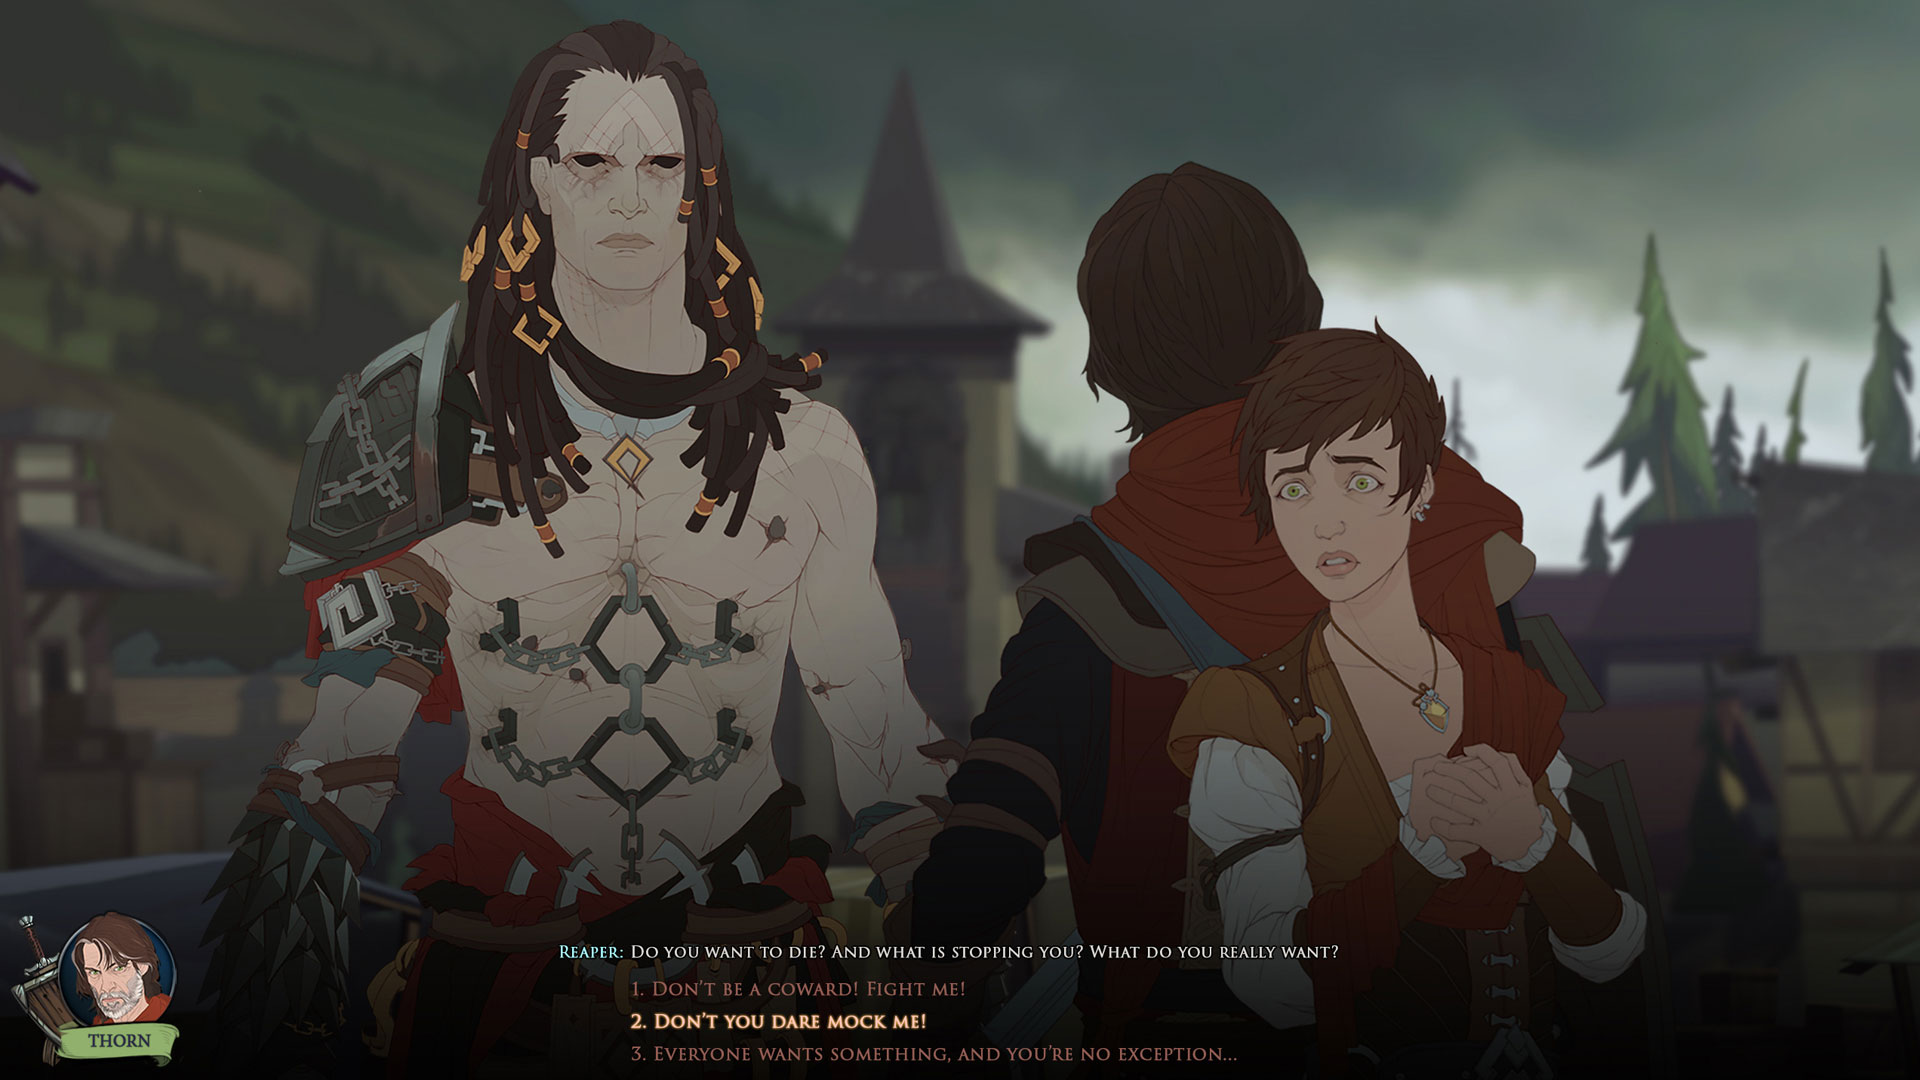 Reaper: Do you want to die? And what is stopping you? What do you really want?
1. Don't be a coward! Fight me!
2. Don't you dare mock me!
3. Everyone wants something, and you're no exception...
THORN